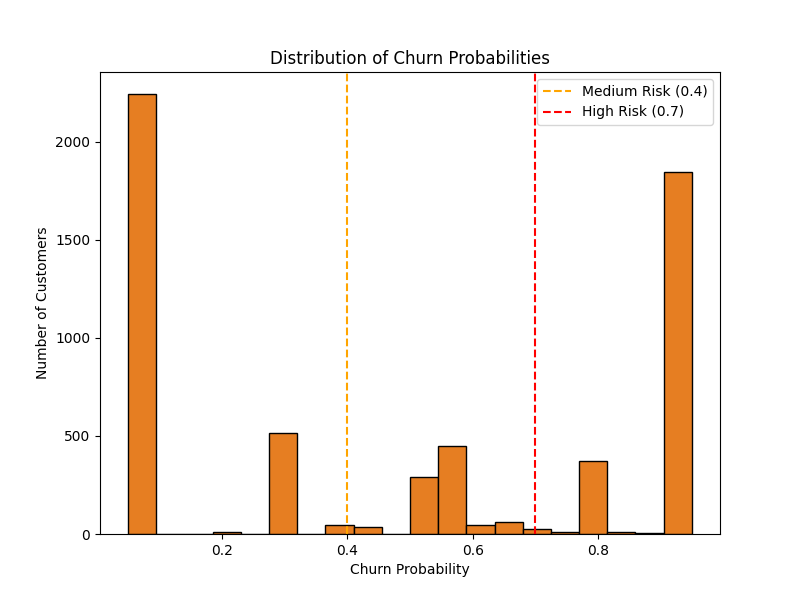 Distribution of Churn Probabilities
Medium Risk (0.4)
High Risk (0.7)
Number of Customers
2000
1500
1000
500
0
0.2 0.4 0.6 0.8
Churn Probability